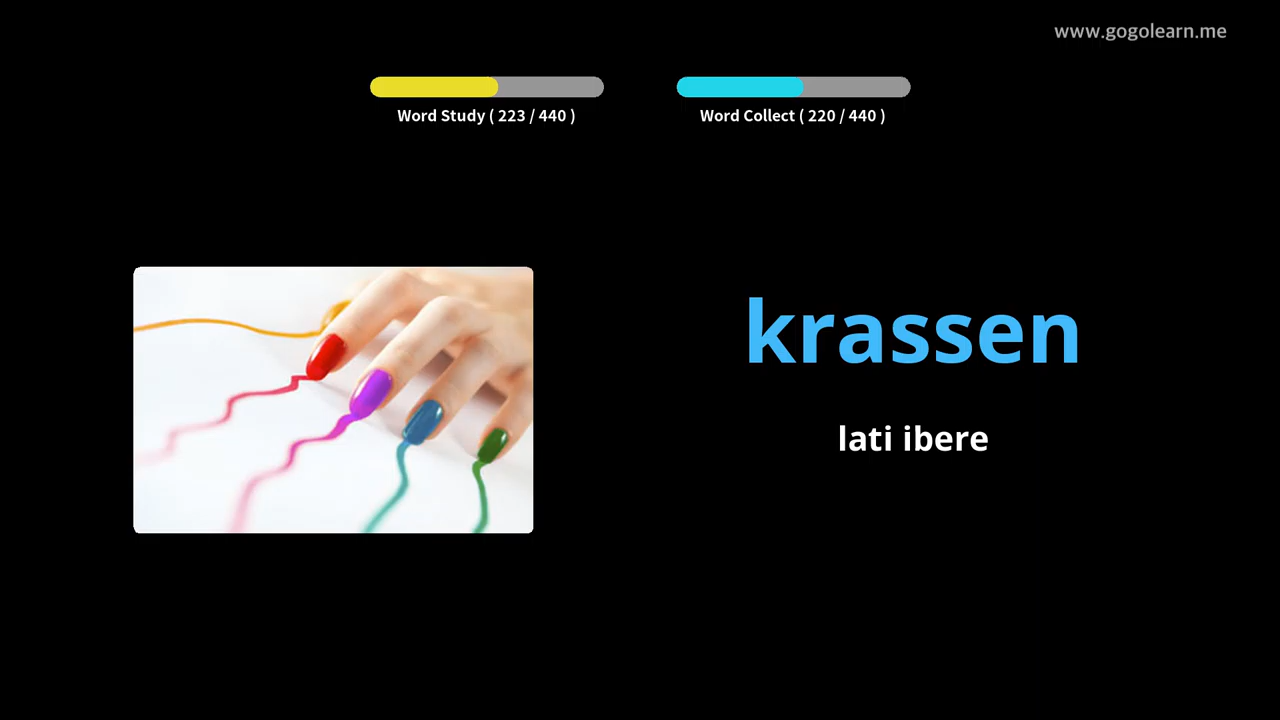 www.gogolearn.me
Word Study ( 223 / 440 )
Word Collect ( 220 / 440 )
krassen
lati ibere